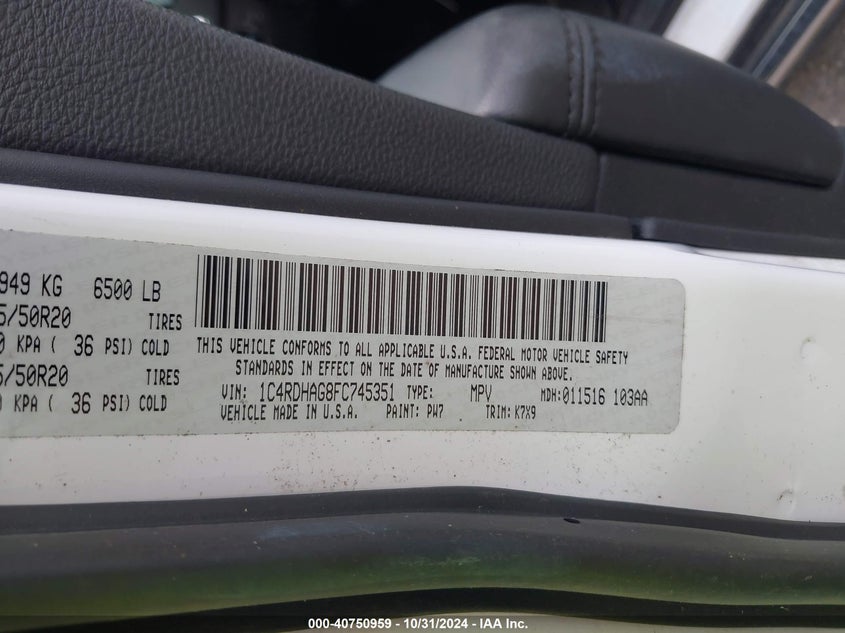 949 KG 6500 LB
5/50R20 TIRES
0 KPA ( 36 PSI) COLD
5/50R20 TIRES
0 KPA ( 36 PSI) COLD
THIS VEHICLE CONFORMS TO ALL APPLICABLE U.S.A. FEDERAL MOTOR VEHICLE SAFETY
STANDARDS IN EFFECT ON THE DATE OF MANUFACTURE SHOWN ABOVE.
VIN: 1C4RDHAG8FC745351 TYPE: MPV MDH: 011516 103AA
VEHICLE MADE IN U.S.A. PAINT: PW7 TRIM: K7X9
000-40750959 - 10/31/2024 - IAA Inc.